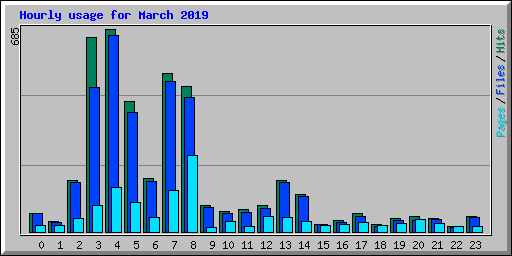 Hourly usage for March 2019
685
Pages/Files/Hits
0 1 2 3 4 5 6 7 8 9 10 11 12 13 14 15 16 17 18 19 20 21 22 23